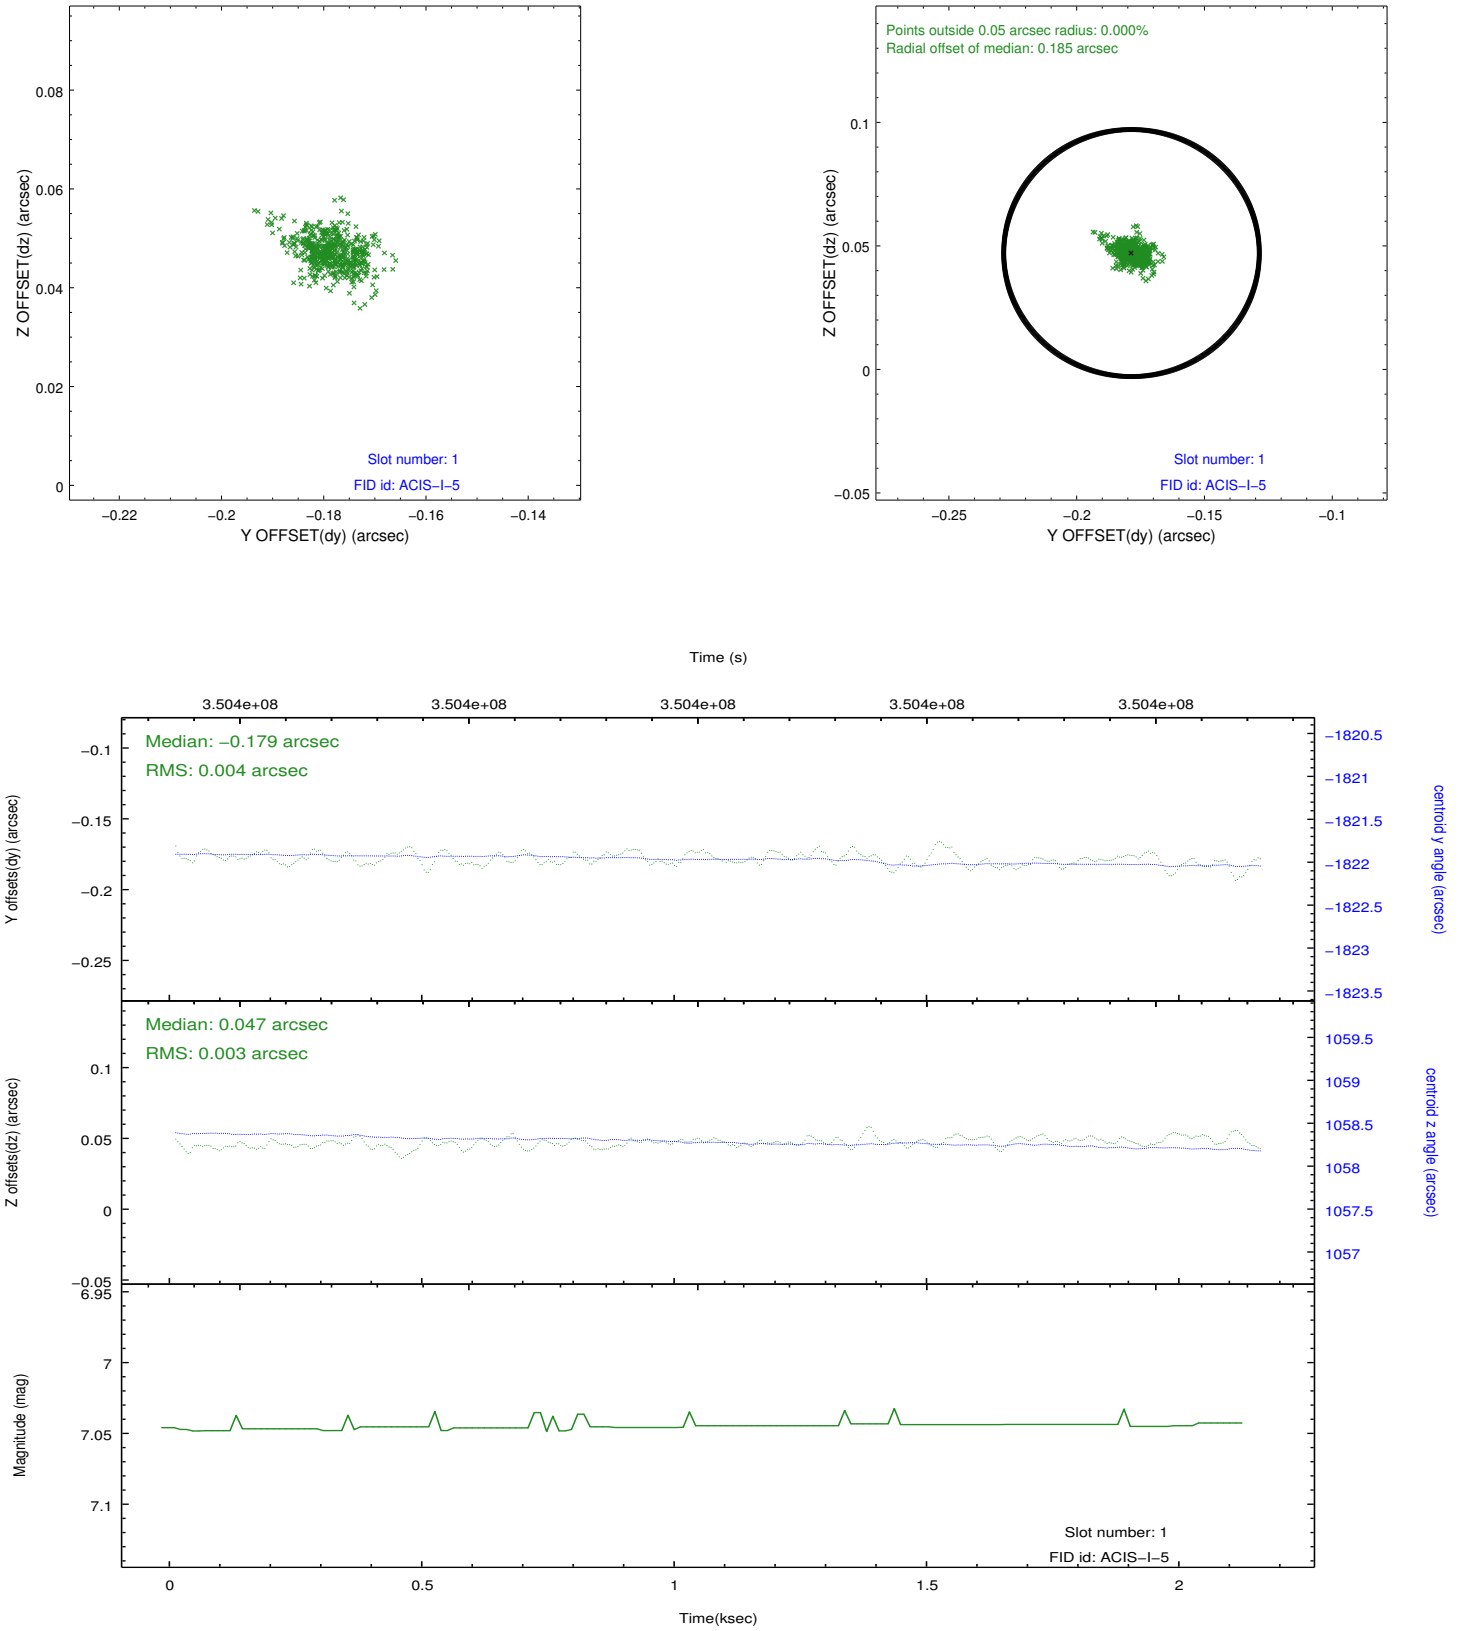 0.08
0.06
0.04
0.02
0
Z OFFSET(dz) (arcsec)
Slot number: 1
FID id: ACIS−I−5
−0.22
−0.2
−0.18
−0.16
−0.14
Y OFFSET(dy) (arcsec)
Points outside 0.05 arcsec radius: 0.000%
Radial offset of median: 0.185 arcsec
0.1
0.05
0
−0.05
Z OFFSET(dz) (arcsec)
Slot number: 1
FID id: ACIS−I−5
−0.25
−0.2
−0.15
−0.1
Y OFFSET(dy) (arcsec)
Time (s)
3.504e+08
3.504e+08
3.504e+08
3.504e+08
3.504e+08
Median: −0.179 arcsec
RMS: 0.004 arcsec
−0.1
−0.15
−0.2
−0.25
Y offsets(dy) (arcsec)
−1820.5
−1821
−1821.5
−1822
−1822.5
−1823
−1823.5
centroid y angle (arcsec)
Median: 0.047 arcsec
RMS: 0.003 arcsec
0.1
0.05
0
−0.05
Z offsets(dz) (arcsec)
1059.5
1059
1058.5
1058
1057.5
1057
centroid z angle (arcsec)
6.95
7
7.05
7.1
Magnitude (mag)
Slot number: 1
FID id: ACIS−I−5
0
0.5
1
1.5
2
Time(ksec)